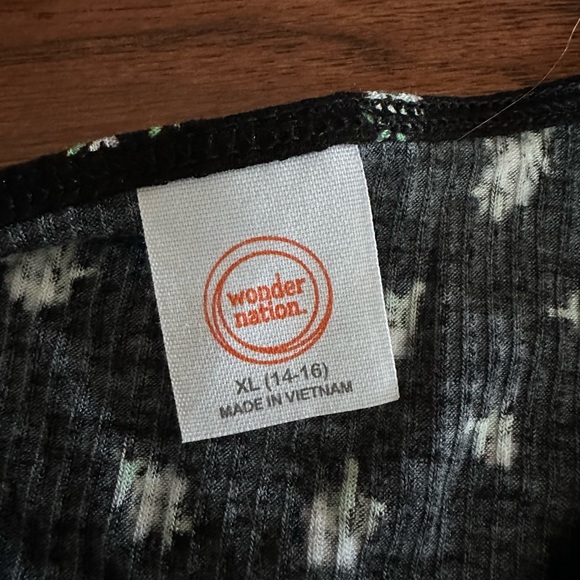 wonder
nation.
XL (14-16)
MADE IN VIETNAM